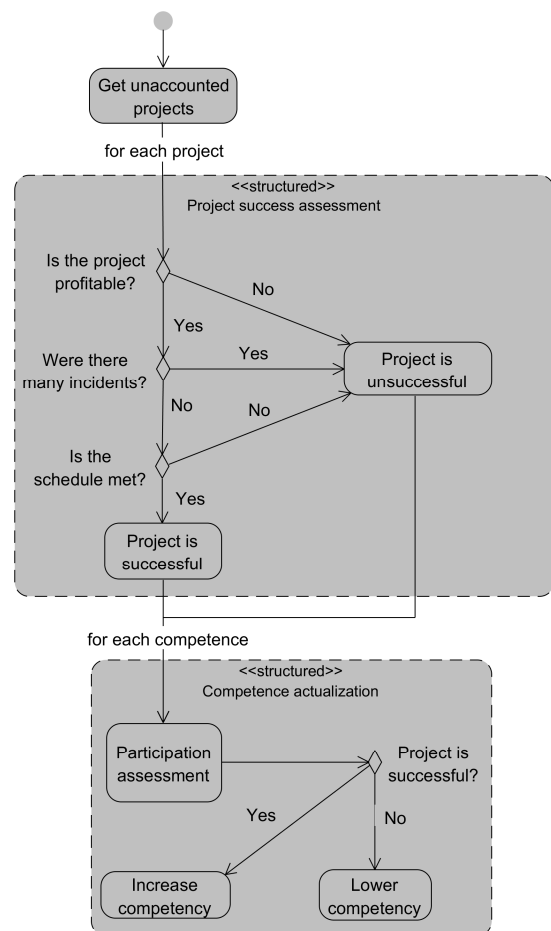 Get unaccounted
projects
for each project
<<structured>>
Project success assessment
Is the project
profitable?
No
Yes
Were there
many incidents?
Yes
Project is
unsuccessful
No
No
Is the
schedule met?
Yes
Project is
successful
for each competence
<<structured>>
Competence actualization
Participation
assessment
Project is
successful?
Yes
No
Increase
competency
Lower
competency